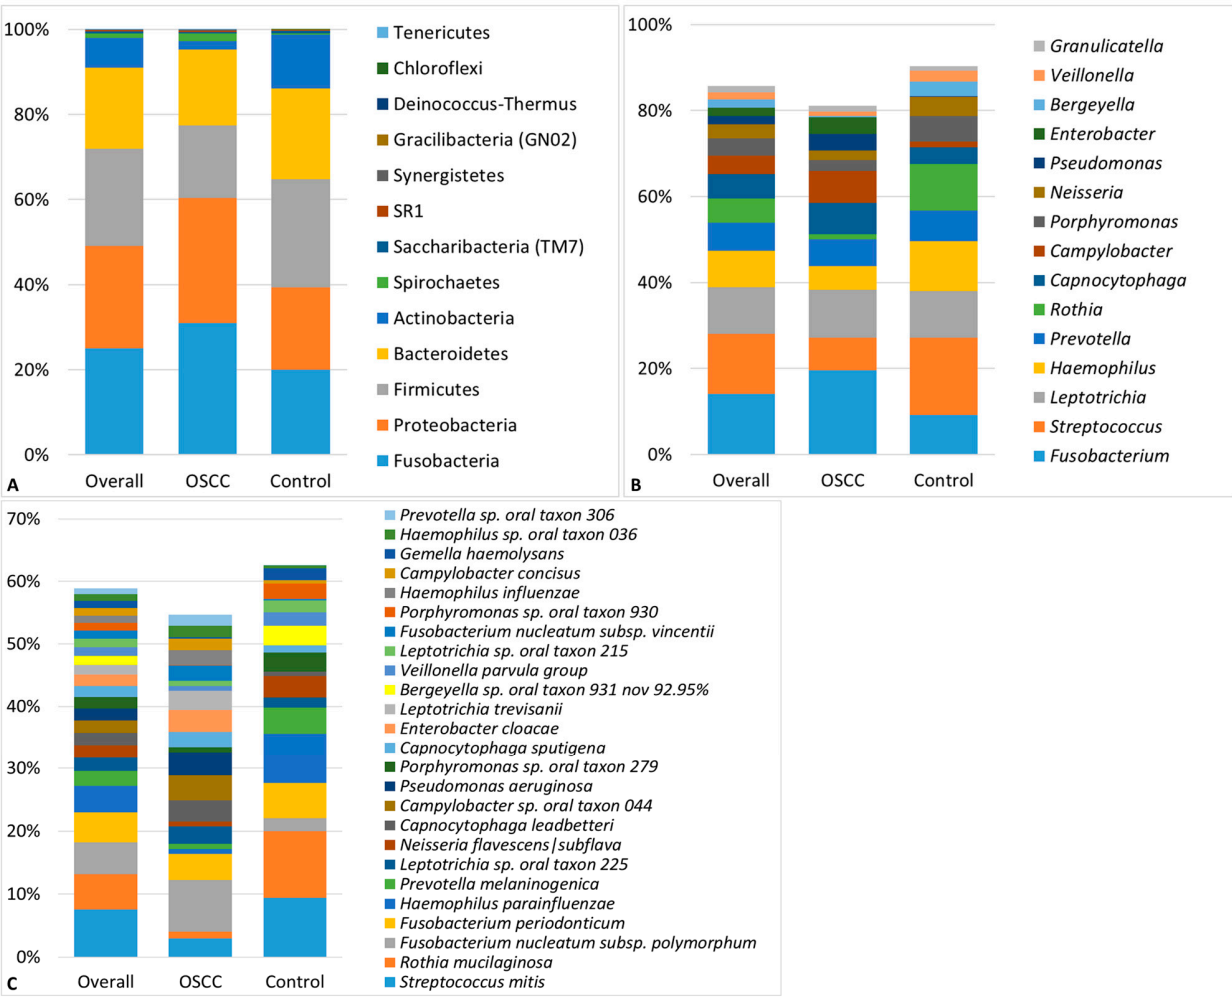 100%
80%
60%
40%
20%
0%
Overall
OSCC
Control
A
Tenericutes
Chloroflexi
Deinococcus-Thermus
Gracilibacteria (GN02)
Synergistetes
SR1
Saccharibacteria (TM7)
Spirochaetes
Actinobacteria
Bacteroidetes
Firmicutes
Proteobacteria
Fusobacteria
100%
80%
60%
40%
20%
0%
Overall
OSCC
Control
B
Granulicatella
Veillonella
Bergeyella
Enterobacter
Pseudomonas
Neisseria
Porphyromonas
Campylobacter
Capnocytophaga
Rothia
Prevotella
Haemophilus
Leptotrichia
Streptococcus
Fusobacterium
70%
60%
50%
40%
30%
20%
10%
0%
Overall
OSCC
Control
C
Prevotella sp. oral taxon 306
Haemophilus sp. oral taxon 036
Gemella haemolysans
Campylobacter concisus
Haemophilus influenzae
Porphyromonas sp. oral taxon 930
Fusobacterium nucleatum subsp. vincentii
Leptotrichia sp. oral taxon 215
Veillonella parvula group
Bergeyella sp. oral taxon 931 nov 92.95%
Leptotrichia trevisanii
Enterobacter cloacae
Capnocytophaga sputigena
Porphyromonas sp. oral taxon 279
Pseudomonas aeruginosa
Campylobacter sp. oral taxon 044
Capnocytophaga leadbetteri
Neisseria flavescens|subflava
Leptotrichia sp. oral taxon 225
Prevotella melaninogenica
Haemophilus parainfluenzae
Fusobacterium periodonticum
Fusobacterium nucleatum subsp. polymorphum
Rothia mucilaginosa
Streptococcus mitis